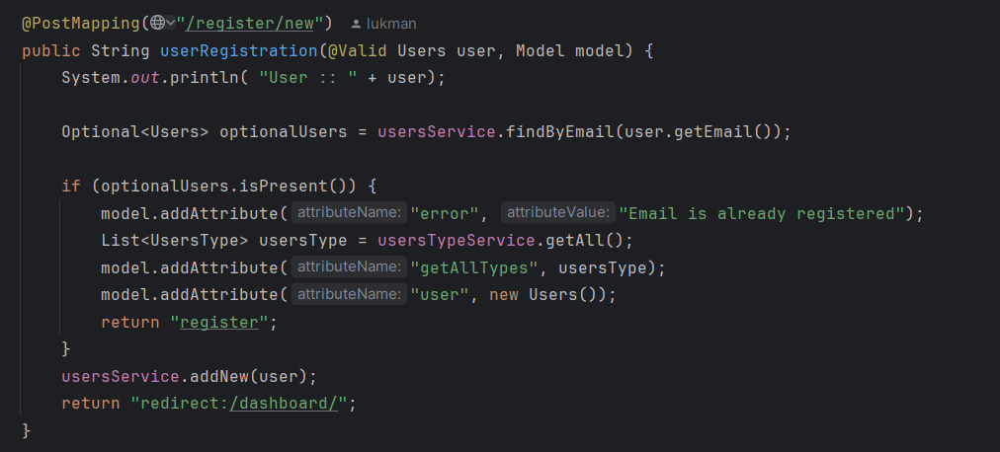 @PostMapping("/register/new") lukman
public String userRegistration(@Valid Users user, Model model) {
System.out.println( "User :: " + user);
Optional<Users> optionalUsers = usersService.findByEmail(user.getEmail());
if (optionalUsers.isPresent()) {
model.addAttribute( attributeName: "error", attributeValue: "Email is already registered");
List<UsersType> usersType = usersTypeService.getAll();
model.addAttribute( attributeName: "getAllTypes", usersType);
model.addAttribute( attributeName: "user", new Users());
return "register";
}
usersService.addNew(user);
return "redirect:/dashboard/";
}